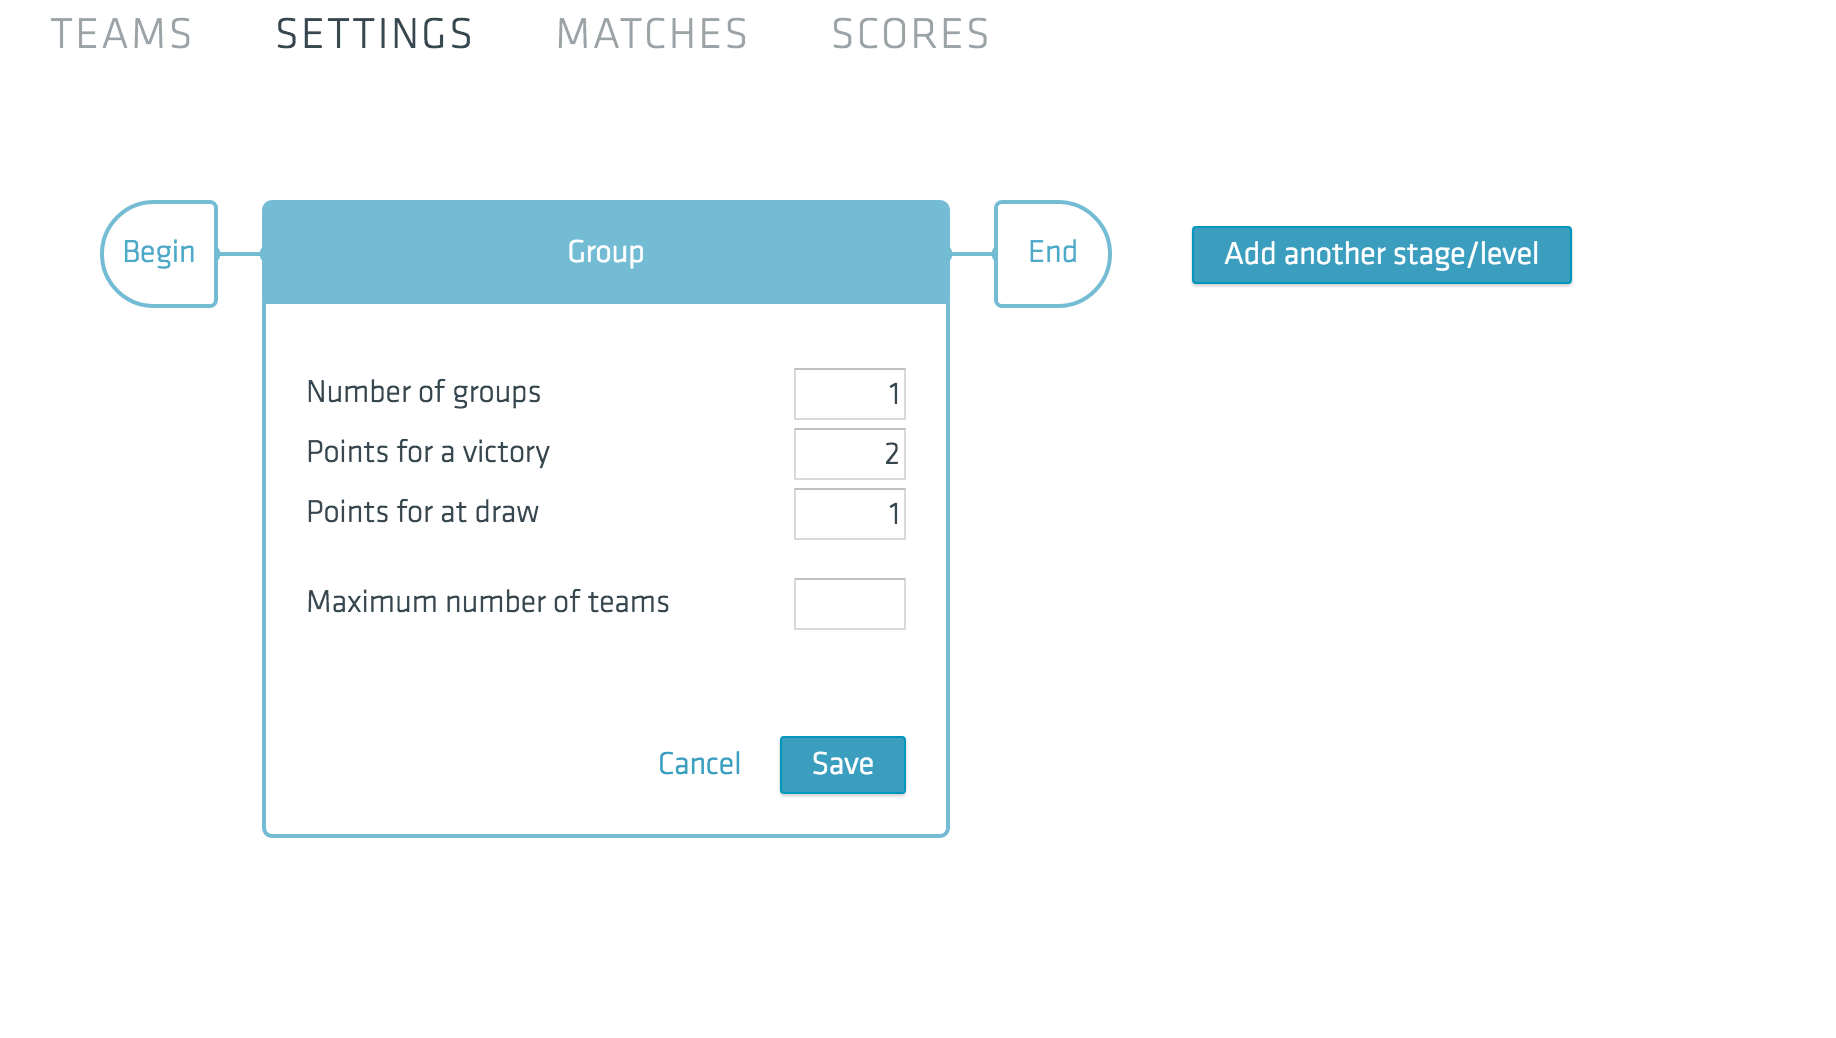 TEAMS SETTINGS MATCHES SCORES
Begin Group End Add another stage/level
Number of groups 1
Points for a victory 2
Points for at draw 1
Maximum number of teams
Cancel Save